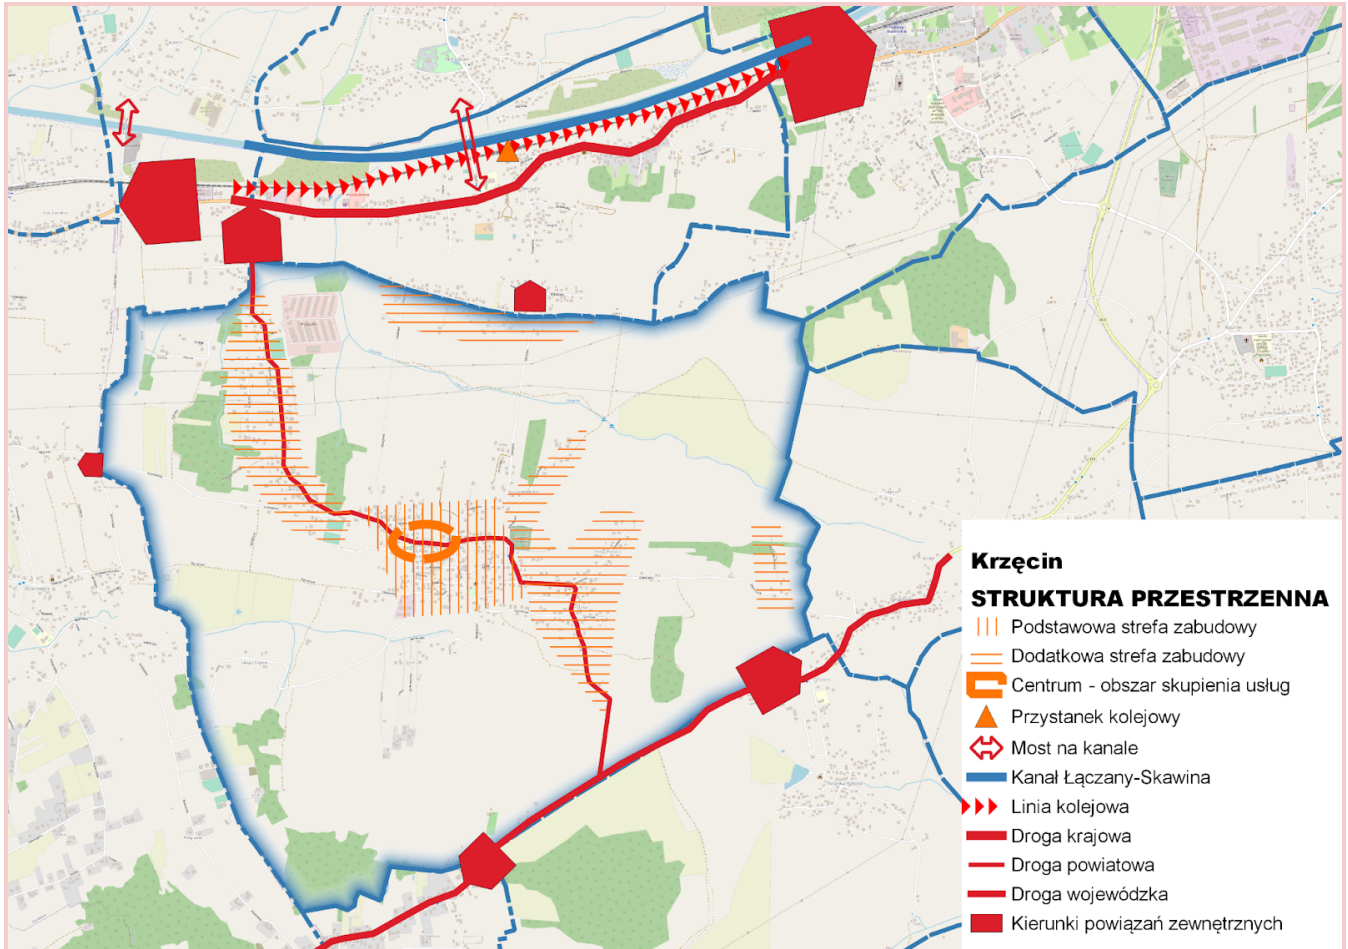 Krzęcin
STRUKTURA PRZESTRZENNA
Podstawowa strefa zabudowy
Dodatkowa strefa zabudowy
Centrum - obszar skupienia usług
Przystanek kolejowy
Most na kanale
Kanał Łączany-Skawina
Linia kolejowa
Droga krajowa
Droga powiatowa
Droga wojewódzka
Kierunki powiązań zewnętrznych